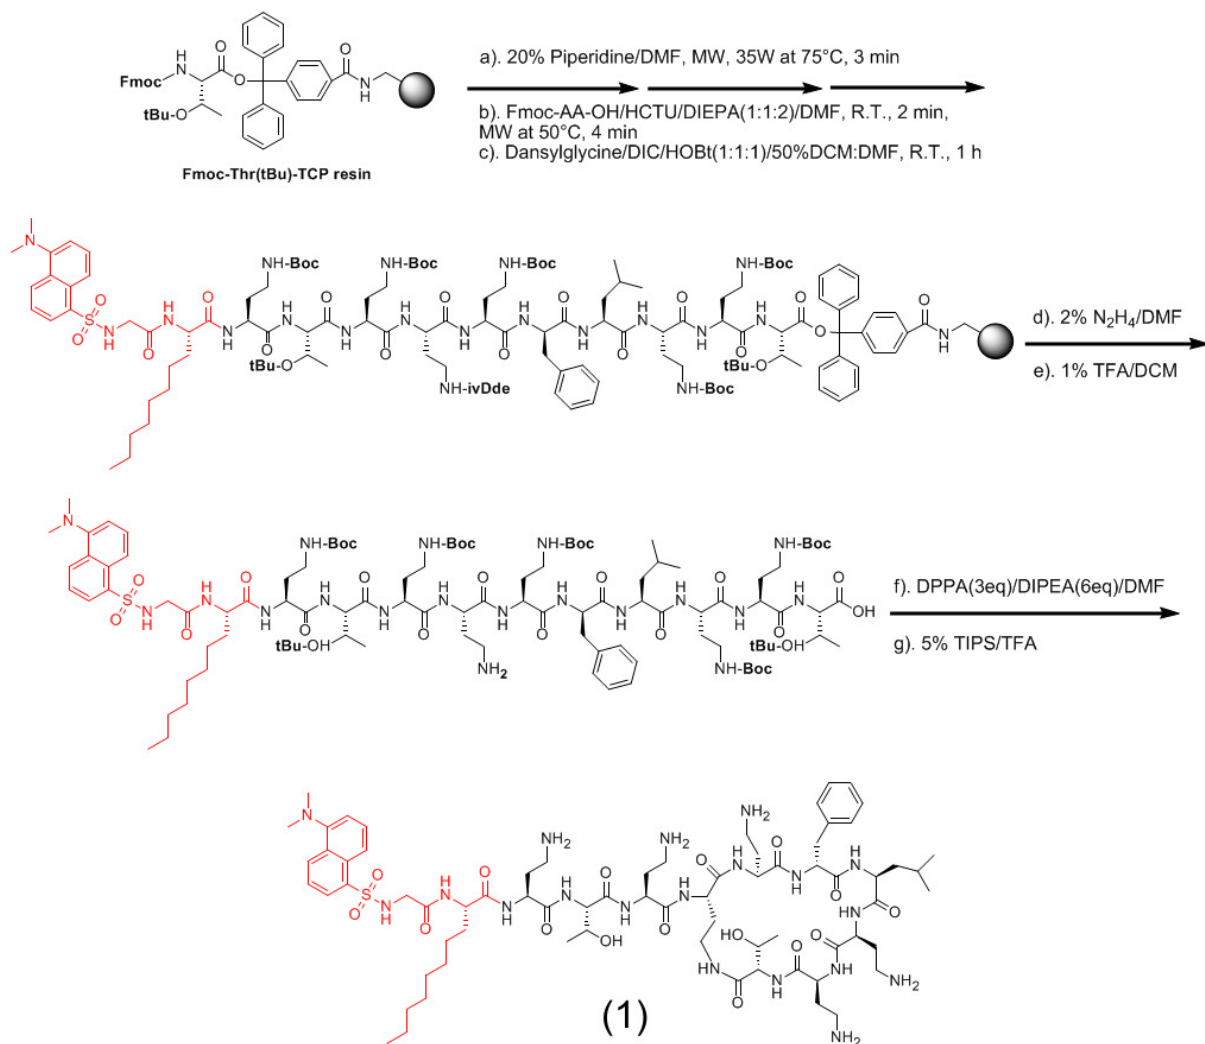 a). 20% Piperidine/DMF, MW, 35W at 75°C, 3 min
b). Fmoc-AA-OH/HCTU/DIEPA(1:1:2)/DMF, R.T., 2 min,
MW at 50°C, 4 min
c). Dansylglycine/DIC/HOBt(1:1:1)/50%DCM:DMF, R.T., 1 h
H
N
Fmoc
O
O
O
N
H
tBu-O
Fmoc-Thr(tBu)-TCP resin
N
NH-Boc
NH-Boc
NH-Boc
NH-Boc
O
S
O
N
H
O
H
N
O
N
H
O
H
N
O
N
H
O
H
N
O
N
H
O
H
N
O
N
H
O
H
N
O
N
H
O
H
N
O
O
O
N
H
tBu-O
NH-ivDde
NH-Boc
tBu-O
d). 2% N2H4/DMF
e). 1% TFA/DCM
N
NH-Boc
NH-Boc
NH-Boc
NH-Boc
O
S
O
N
H
O
H
N
O
N
H
O
H
N
O
N
H
O
H
N
O
N
H
O
H
N
O
N
H
O
H
N
O
N
H
O
H
N
O
OH
tBu-OH
NH2
NH-Boc
tBu-OH
f). DPPA(3eq)/DIPEA(6eq)/DMF
g). 5% TIPS/TFA
N
NH2
NH2
NH2
O
S
O
N
H
O
H
N
O
N
H
O
H
N
O
N
H
O
H
N
O
H
N
O
H
N
O
H
N
O
HN
O
NH
O
H
N
O
NH
OH
HO
NH2
NH2
(1)